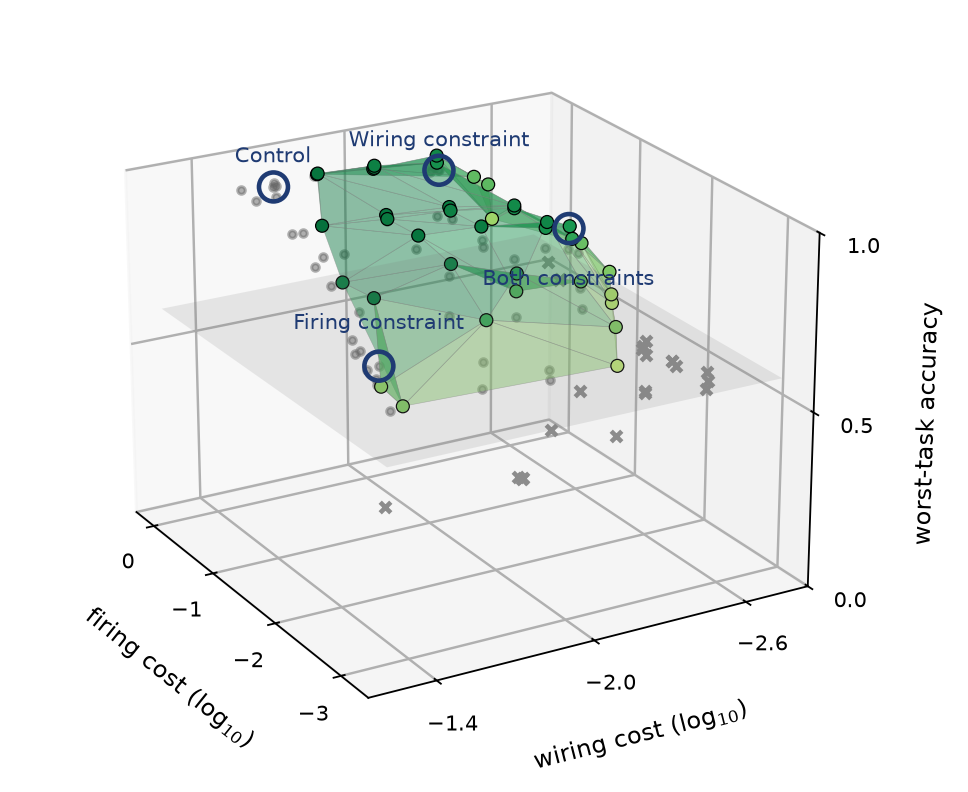 Wiring constraint
Control
Both constraints
Firing constraint
1.0
0.5
0.0
worst-task accuracy
0
−1
−2
−3
firing cost (log₁₀)
−1.4
−2.0
−2.6
wiring cost (log₁₀)